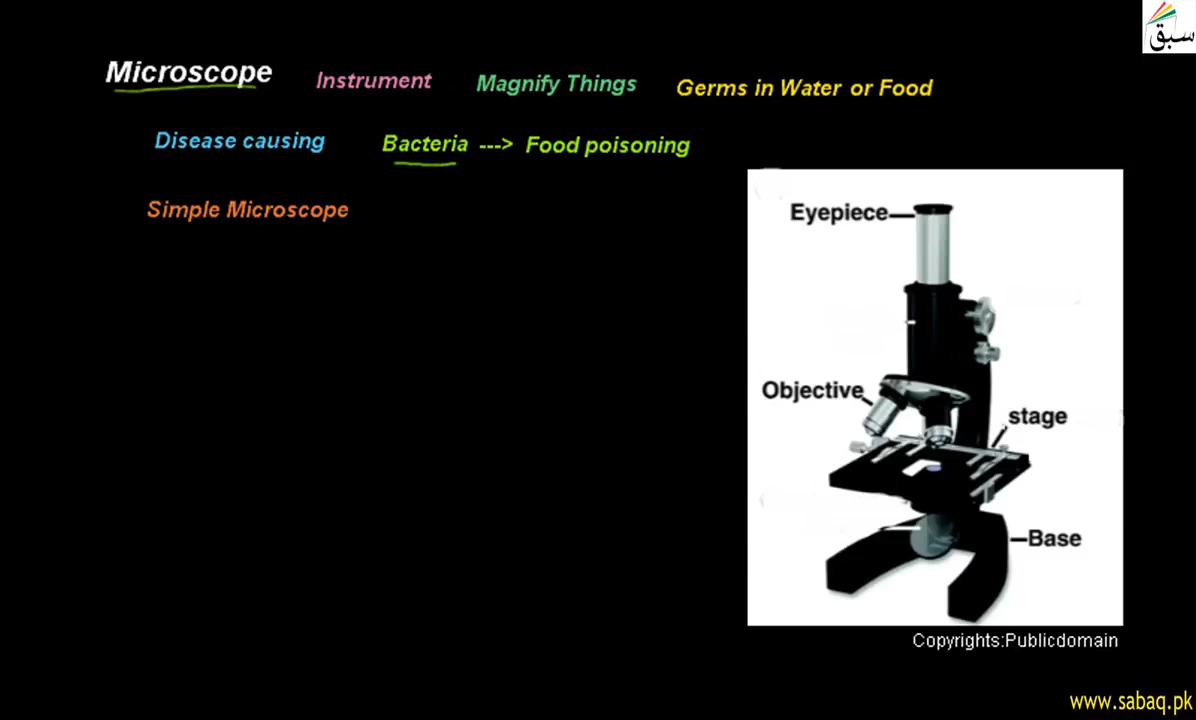 سبق
Microscope Instrument Magnify Things Germs in Water or Food
Disease causing Bacteria ---> Food poisoning
Simple Microscope
Eyepiece
Objective
stage
Base
Copyrights:Publicdomain
www.sabaq.pk